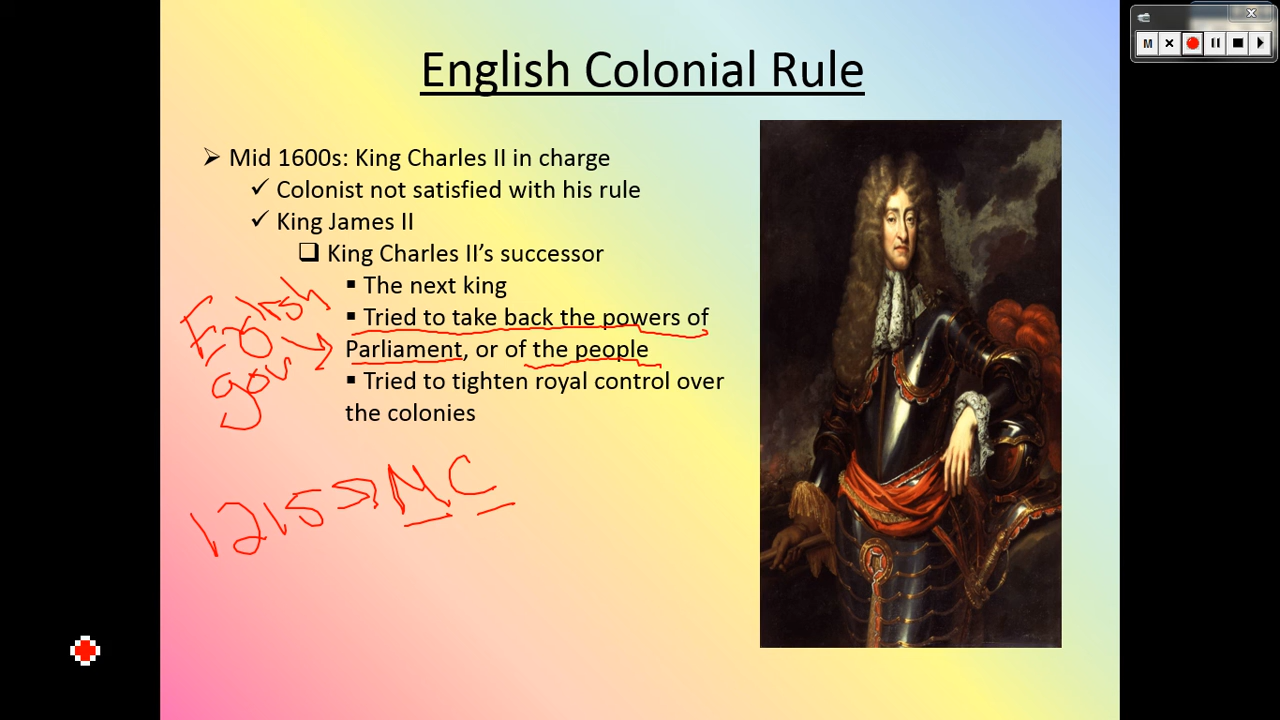 English Colonial Rule
➢ Mid 1600s: King Charles II in charge
✓ Colonist not satisfied with his rule
✓ King James II
❑ King Charles II’s successor
▪ The next king
▪ Tried to take back the powers of
Parliament, or of the people
▪ Tried to tighten royal control over
the colonies
English
gov →
1215 → MC
M